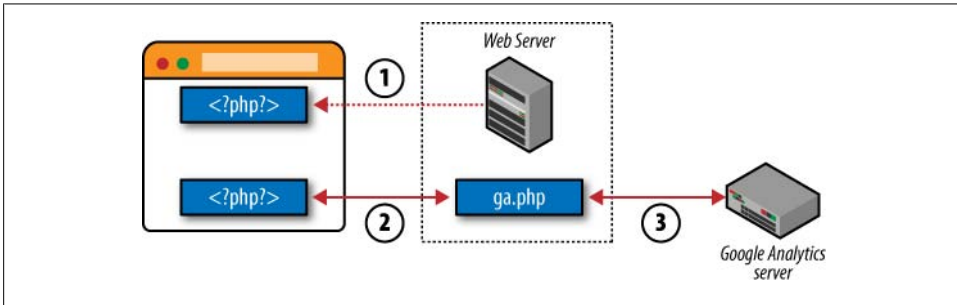 Web Server
1
<?php?>
<?php?>
2
ga.php
3
Google Analytics
server